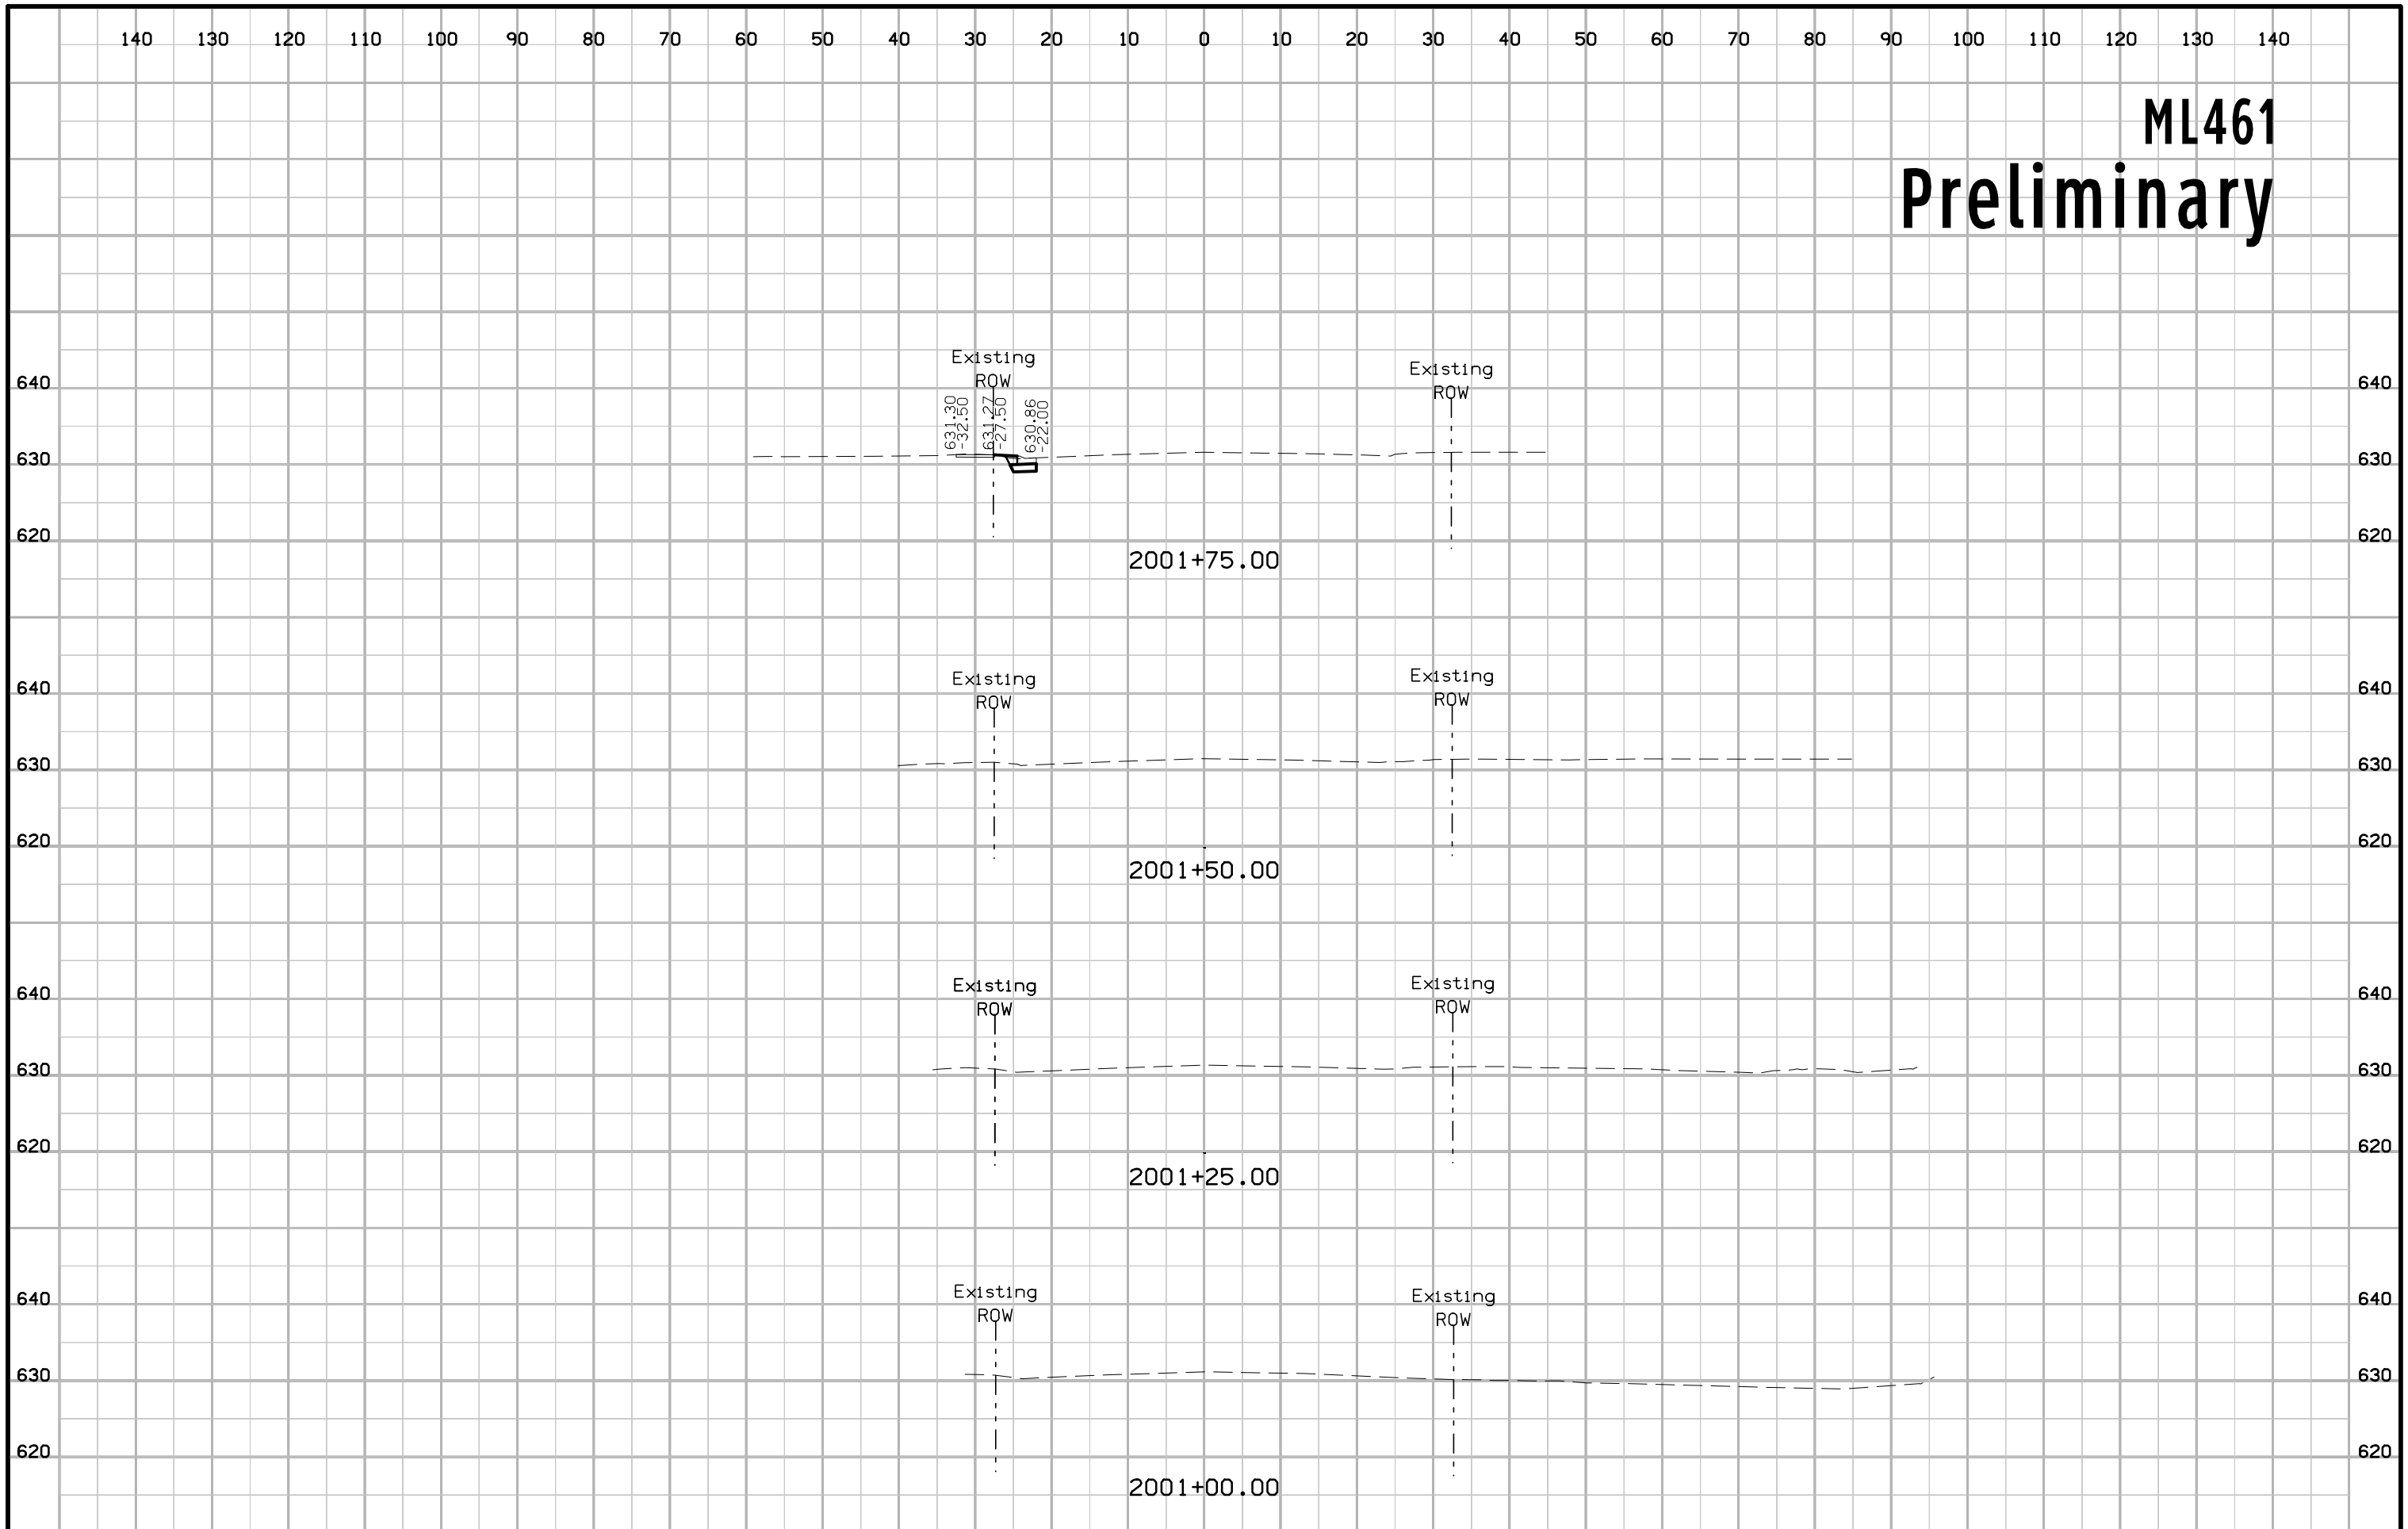 140 130 120 110 100 90 80 70 60 50 40 30 20 10 0 10 20 30 40 50 60 70 80 90 100 110 120 130 140
ML461
Preliminary
Existing
ROW
Existing
ROW
640 640
631.30
-32.50
631.27
-27.50
630.86
-22.00
630 630
620 620
2001+75.00
Existing
ROW
Existing
ROW
640 640
630 630
620 620
2001+50.00
Existing
ROW
Existing
ROW
640 640
630 630
620 620
2001+25.00
Existing
ROW
Existing
ROW
640 640
630 630
620 620
2001+00.00